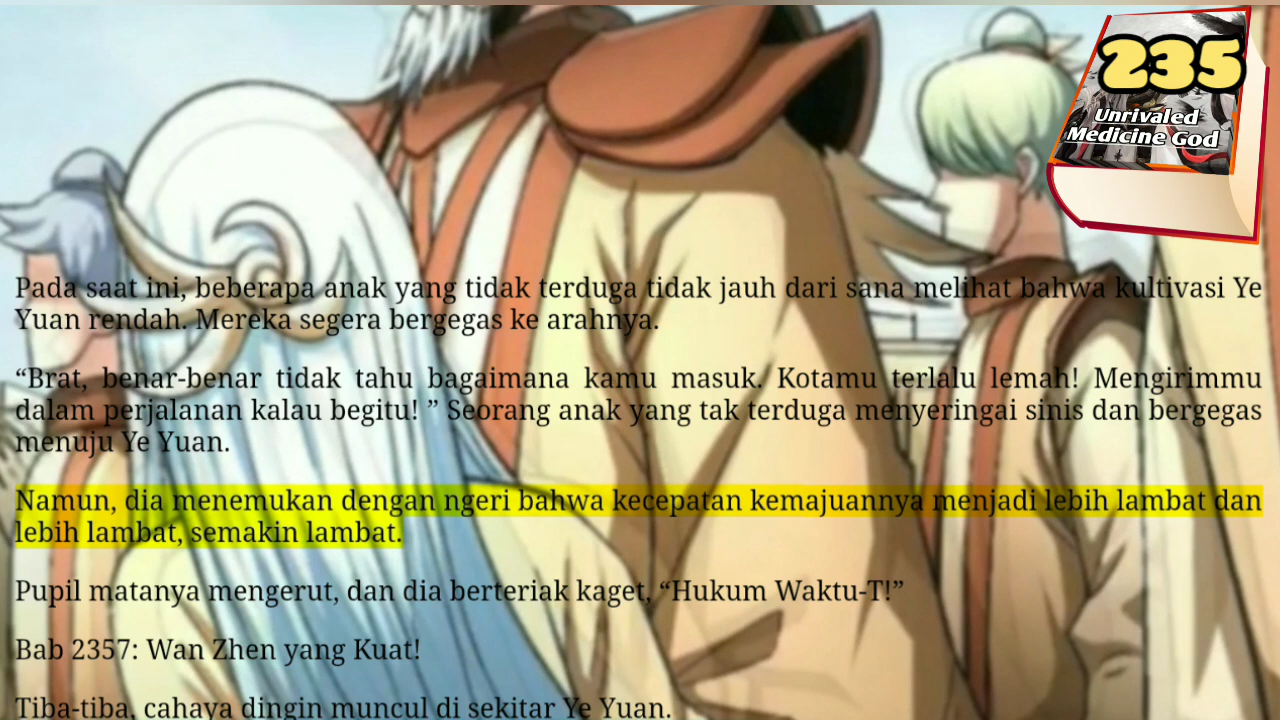 235
Unrivaled
Medicine God
Pada saat ini, beberapa anak yang tidak terduga tidak jauh dari sana melihat bahwa kultivasi Ye
Yuan rendah. Mereka segera bergegas ke arahnya.
“Brat, benar-benar tidak tahu bagaimana kamu masuk. Kotamu terlalu lemah! Mengirimmu
dalam perjalanan kalau begitu! ” Seorang anak yang tak terduga menyeringai sinis dan bergegas
menuju Ye Yuan.
Namun, dia menemukan dengan ngeri bahwa kecepatan kemajuannya menjadi lebih lambat dan
lebih lambat, semakin lambat.
Pupil matanya mengerut, dan dia berteriak kaget, “Hukum Waktu-T!”
Bab 2357: Wan Zhen yang Kuat!
Tiba-tiba, cahaya dingin muncul di sekitar Ye Yuan.